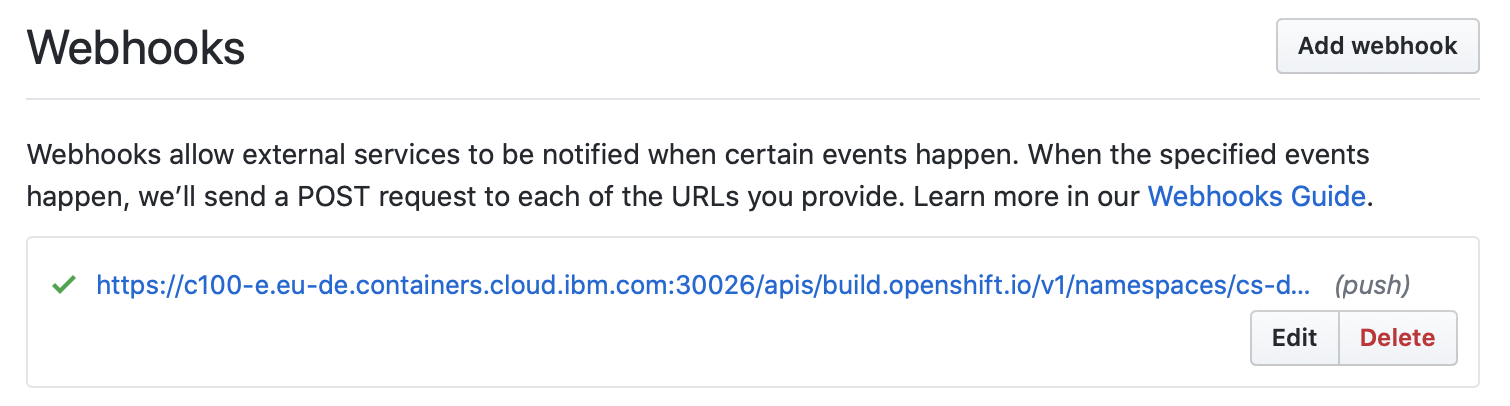 Webhooks
Add webhook
Webhooks allow external services to be notified when certain events happen. When the specified events
happen, we’ll send a POST request to each of the URLs you provide. Learn more in our Webhooks Guide.
https://c100-e.eu-de.containers.cloud.ibm.com:30026/apis/build.openshift.io/v1/namespaces/cs-d... (push)
Edit
Delete